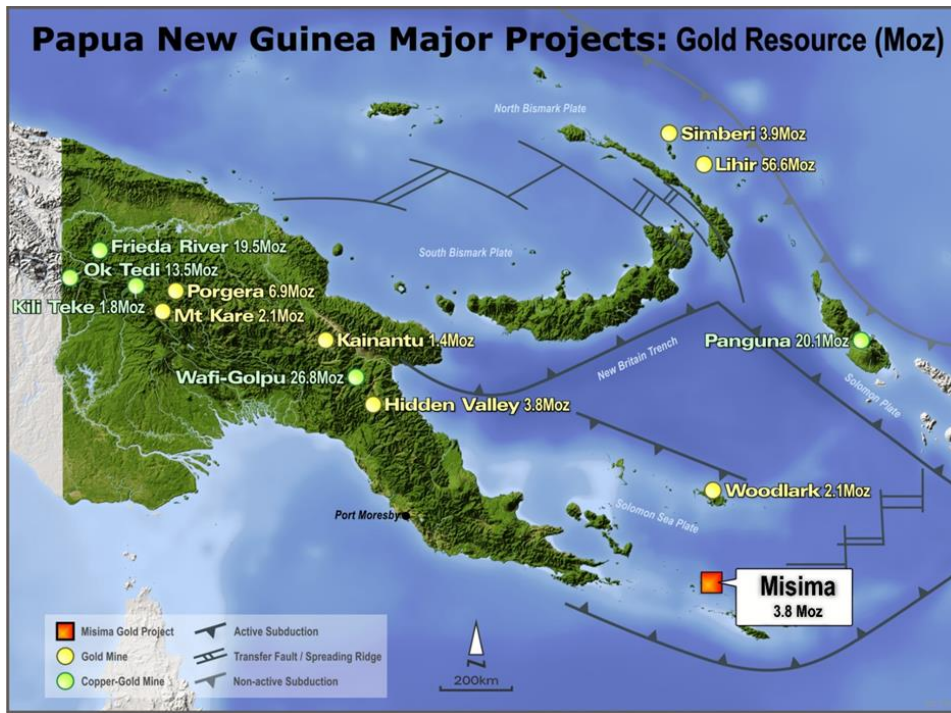 Papua New Guinea Major Projects: Gold Resource (Moz)
North Bismark Plate
Simberi 3.9Moz
Lihir 56.6Moz
Frieda River 19.5Moz
South Bismark Plate
Ok Tedi 13.5Moz
Porgera 6.9Moz
Kili Teke 1.8Moz
Mt Kare 2.1Moz
Kainantu 1.4Moz
New Britain Trench
Panguna 20.1Moz
Wafi-Golpu 26.8Moz
Solomon Plate
Hidden Valley 3.8Moz
Woodlark 2.1Moz
Port Moresby
Solomon Sea Plate
Misima
3.8 Moz
Misima Gold Project
Active Subduction
Gold Mine
Transfer Fault / Spreading Ridge
Copper-Gold Mine
Non-active Subduction
N
200km